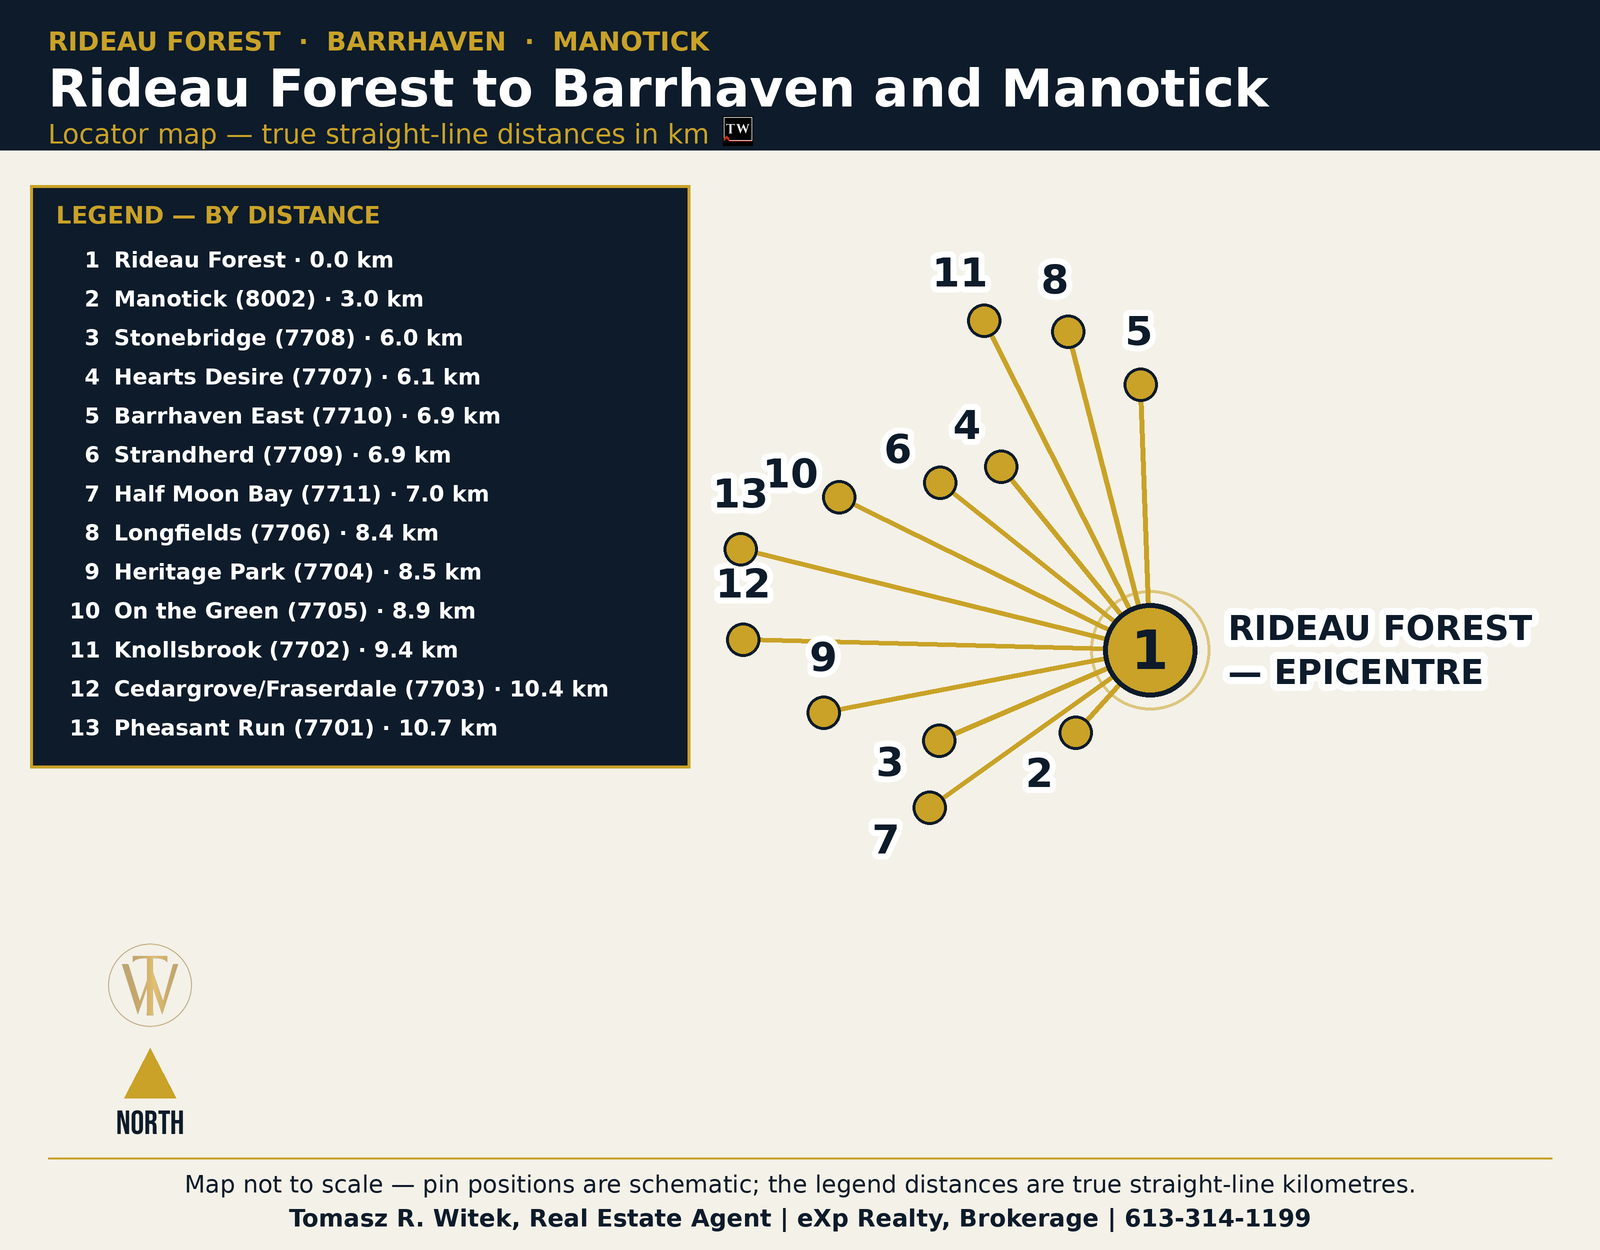 RIDEAU FOREST · BARRHAVEN · MANOTICK
Rideau Forest to Barrhaven and Manotick
Locator map — true straight-line distances in km TW
LEGEND — BY DISTANCE
1 Rideau Forest · 0.0 km
2 Manotick (8002) · 3.0 km
3 Stonebridge (7708) · 6.0 km
4 Hearts Desire (7707) · 6.1 km
5 Barrhaven East (7710) · 6.9 km
6 Strandherd (7709) · 6.9 km
7 Half Moon Bay (7711) · 7.0 km
8 Longfields (7706) · 8.4 km
9 Heritage Park (7704) · 8.5 km
10 On the Green (7705) · 8.9 km
11 Knollsbrook (7702) · 9.4 km
12 Cedargrove/Fraserdale (7703) · 10.4 km
13 Pheasant Run (7701) · 10.7 km
11
8
5
4
6
10
13
12
9
1
RIDEAU FOREST
— EPICENTRE
3
2
7
TW
NORTH
Map not to scale — pin positions are schematic; the legend distances are true straight-line kilometres.
Tomasz R. Witek, Real Estate Agent | eXp Realty, Brokerage | 613-314-1199